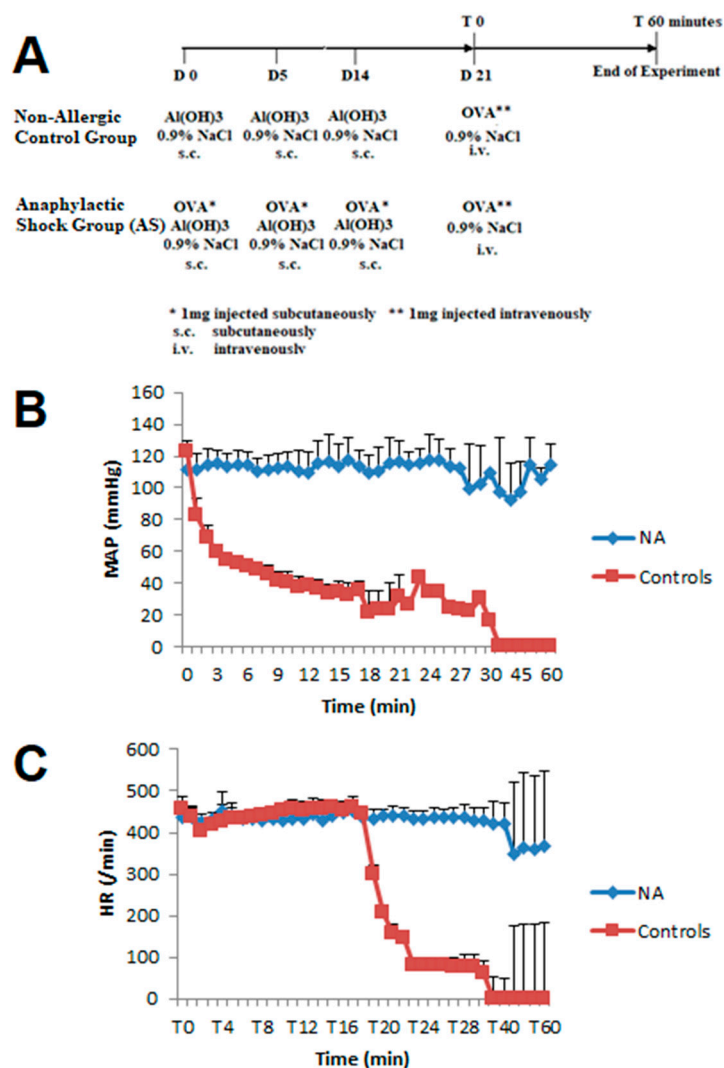 A
T 0 T 60 minutes
D 0 D5 D14 D 21 End of Experiment
Non-Allergic Al(OH)3 Al(OH)3 Al(OH)3 OVA**
Control Group 0.9% NaCl 0.9% NaCl 0.9% NaCl 0.9% NaCl
s.c. s.c. s.c. i.v.
Anaphylactic OVA* OVA* OVA* OVA**
Shock Group (AS) Al(OH)3 Al(OH)3 Al(OH)3 0.9% NaCl
0.9% NaCl 0.9% NaCl 0.9% NaCl i.v.
s.c. s.c. s.c.
* 1mg injected subcutaneously ** 1mg injected intravenously
s.c. subcutaneously
i.v. intravenously
B
MAP (mmHg)
160
140
120
100
80
60
40
20
0
0 3 6 9 12 15 18 21 24 27 30 45 60
Time (min)
NA
Controls
C
HR (/min)
600
500
400
300
200
100
0
T0 T4 T8 T12 T16 T20 T24 T28 T40 T60
Time (min)
NA
Controls